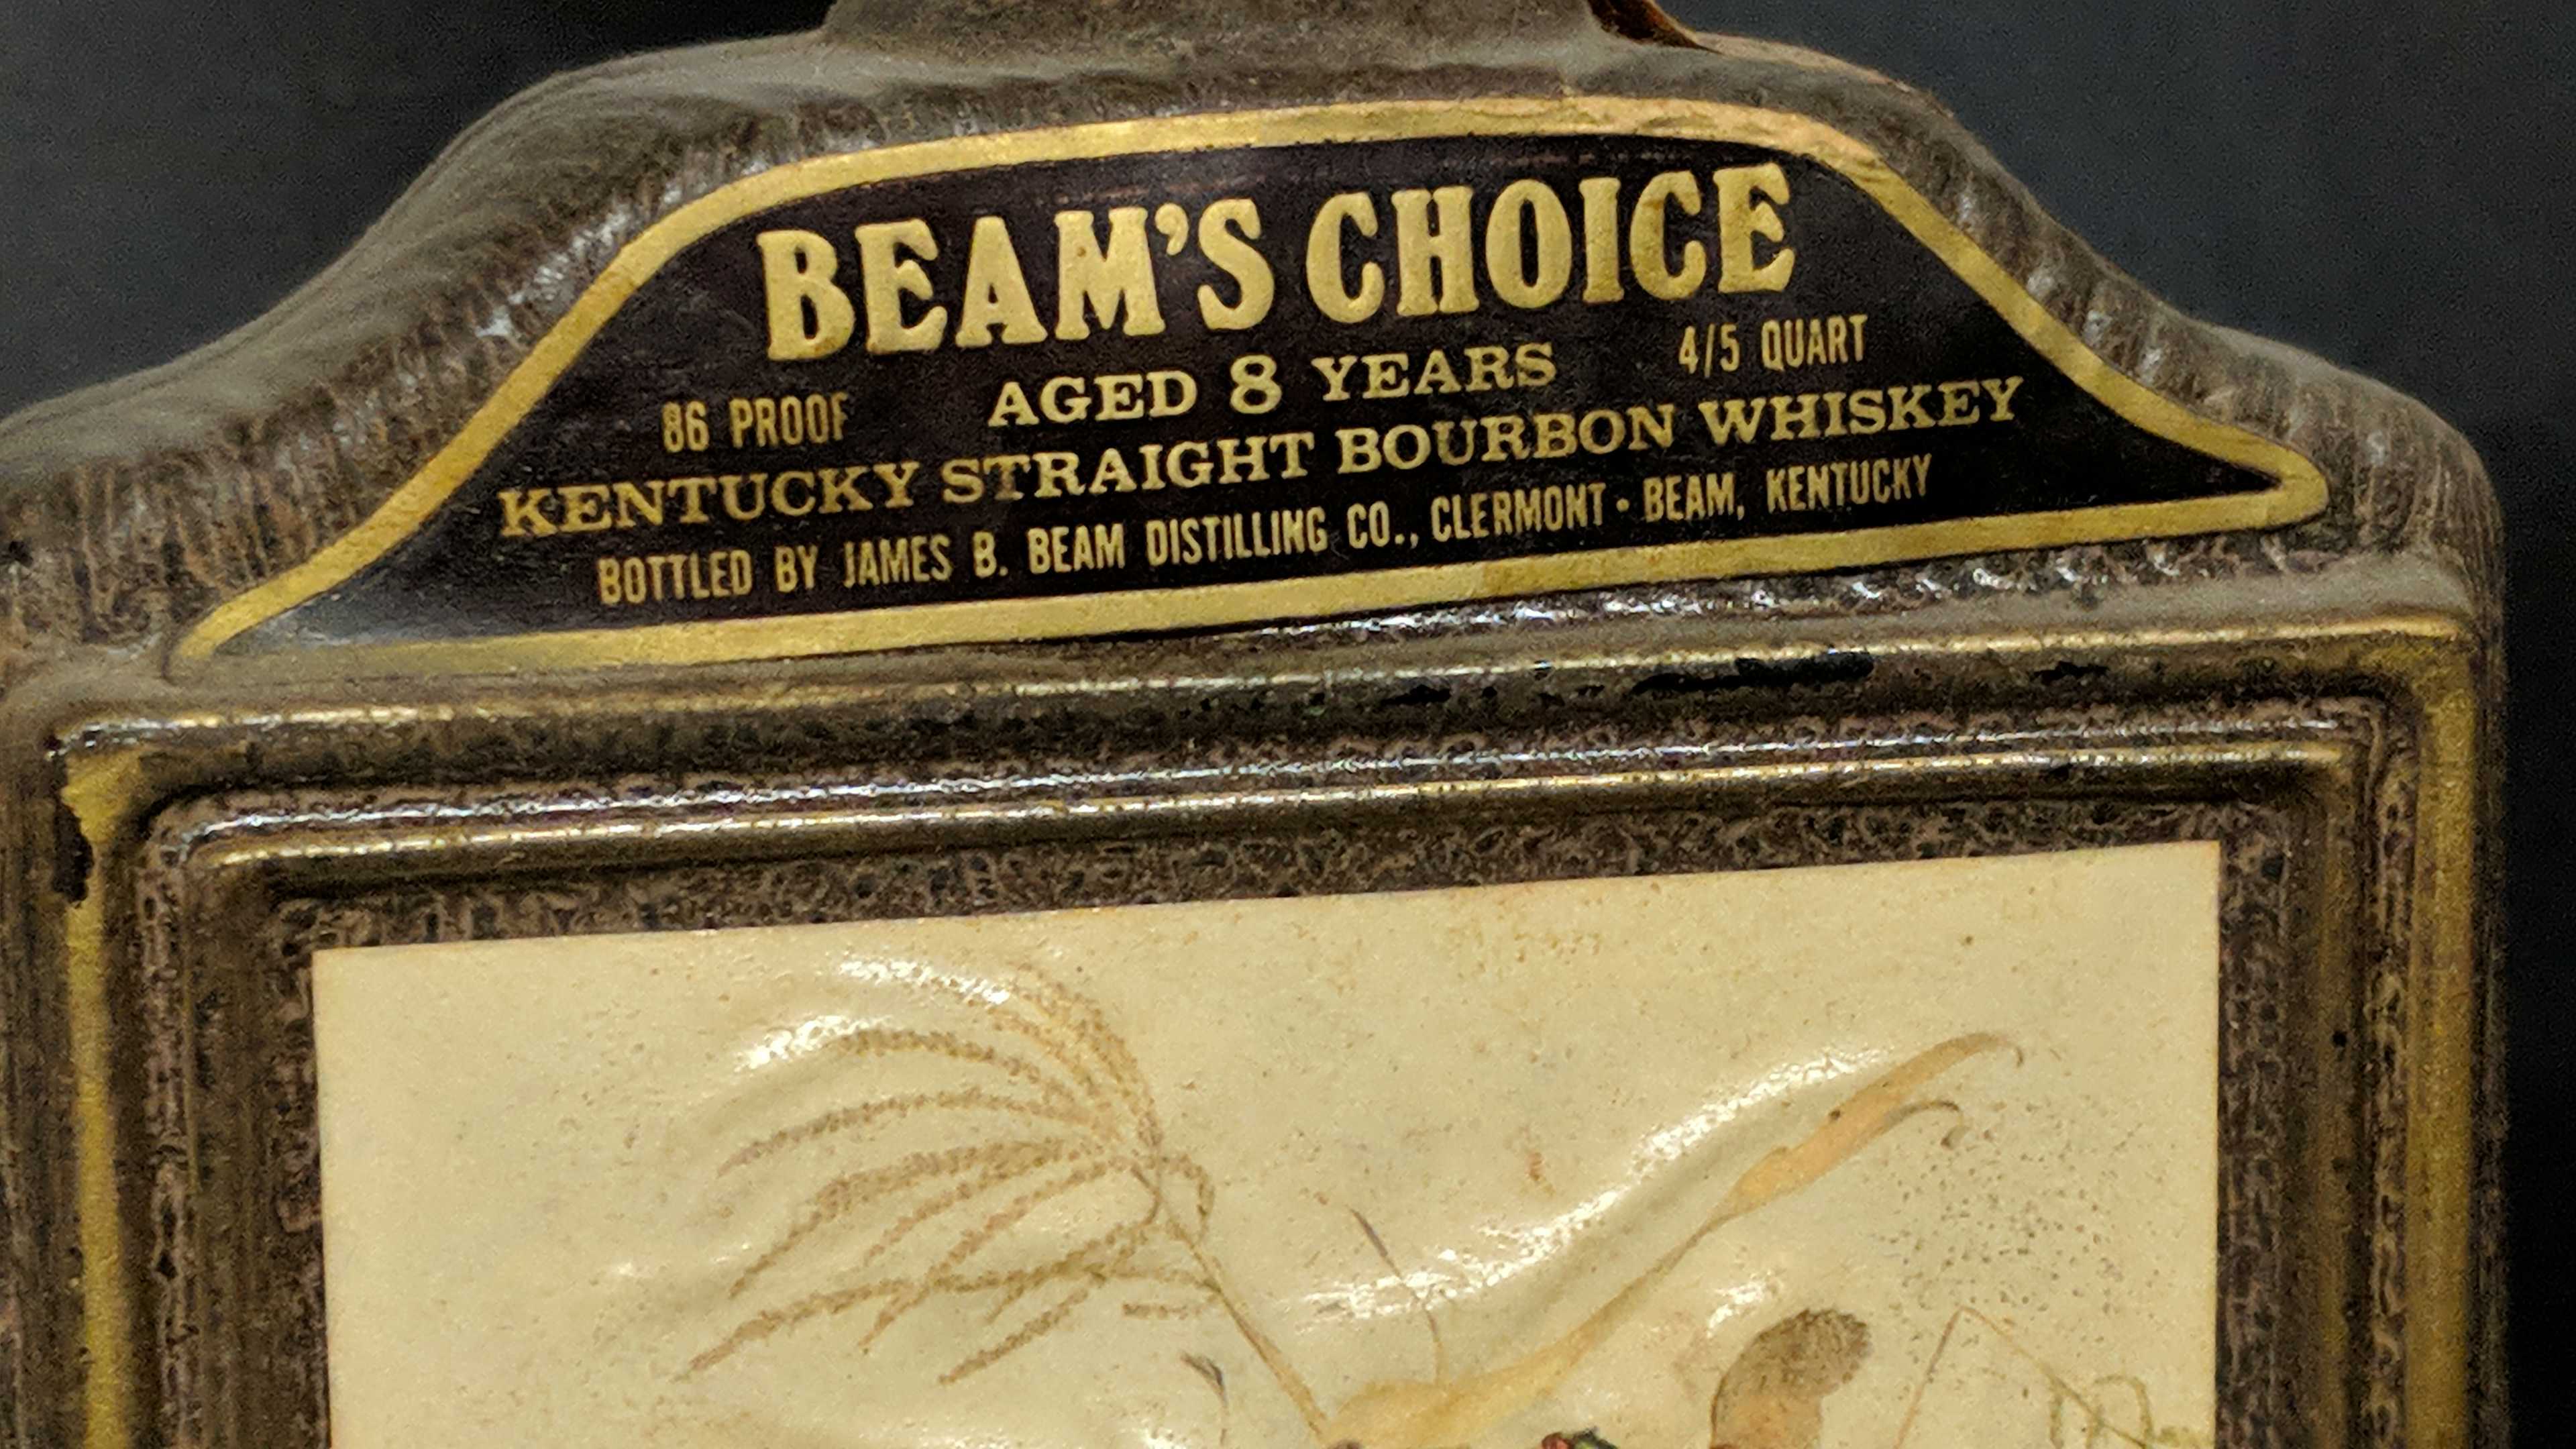 BEAM'S CHOICE
86 PROOF AGED 8 YEARS 4/5 QUART
KENTUCKY STRAIGHT BOURBON WHISKEY
BOTTLED BY JAMES B. BEAM DISTILLING CO., CLERMONT • BEAM, KENTUCKY